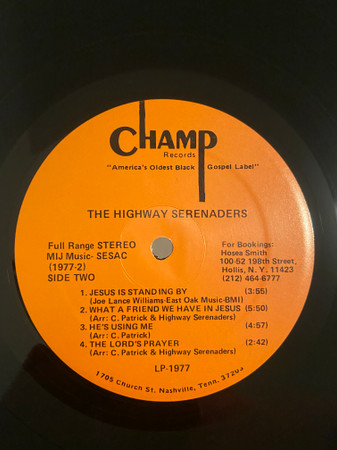 CHAMP
Records
"America's Oldest Black Gospel Label"
THE HIGHWAY SERENADERS
Full Range STEREO
MIJ Music- SESAC
(1977-2)
SIDE TWO
For Bookings:
Hosea Smith
100-52 198th Street,
Hollis, N. Y. 11423
(212) 464-6777
1. JESUS IS STANDING BY (3:55)
(Joe Lance Williams-East Oak Music-BMI)
2. WHAT A FRIEND WE HAVE IN JESUS (5:50)
(Arr: C. Patrick & Highway Serenaders)
3. HE'S USING ME (4:57)
(Arr: C. Patrick)
4. THE LORD'S PRAYER (2:42)
(Arr: C. Patrick & Highway Serenaders)
LP-1977
1705 Church St. Nashville, Tenn. 37203